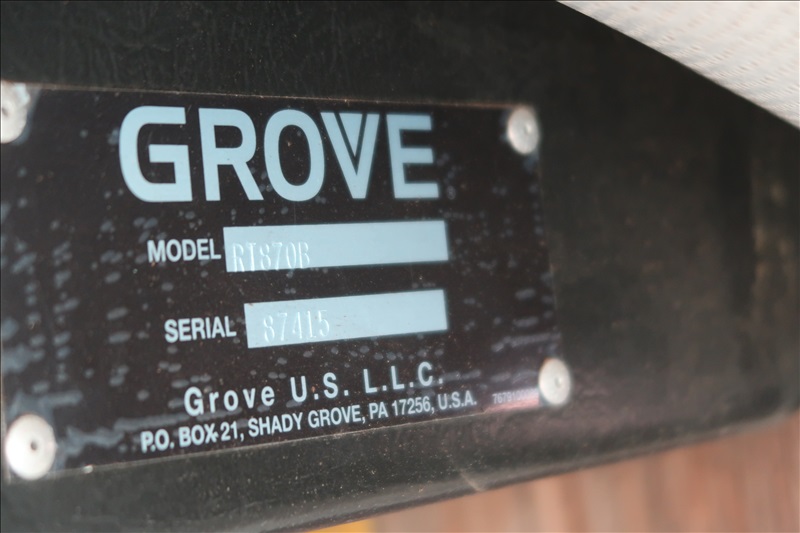 GROVE
MODEL RT870B
SERIAL 87415
Grove U.S. L.L.C.
P.O. BOX 21, SHADY GROVE, PA 17256, U.S.A.